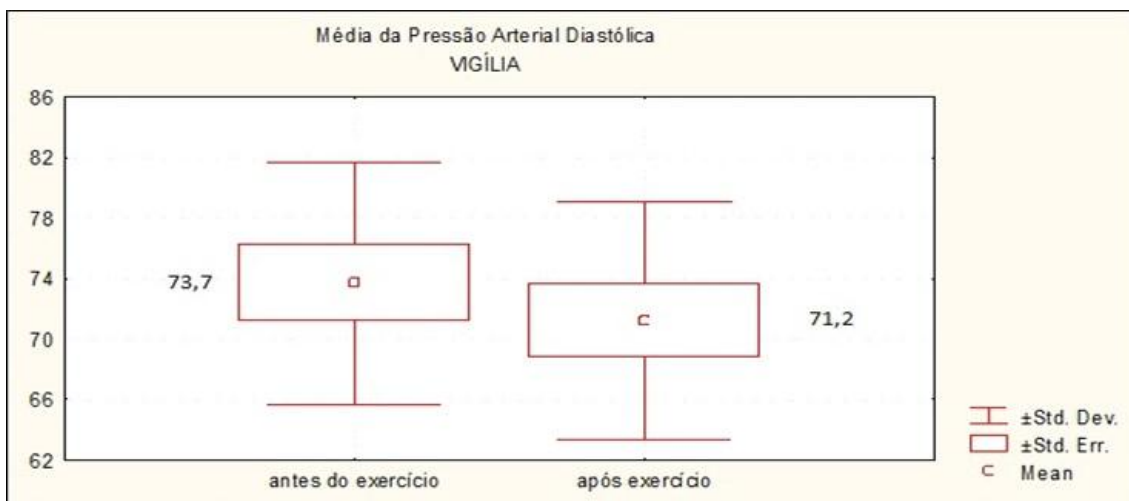 Média da Pressão Arterial Diastólica
VIGÍLIA
86
82
78
74
70
66
62
73,7
71,2
antes do exercício
após exercício
±Std. Dev.
±Std. Err.
Mean